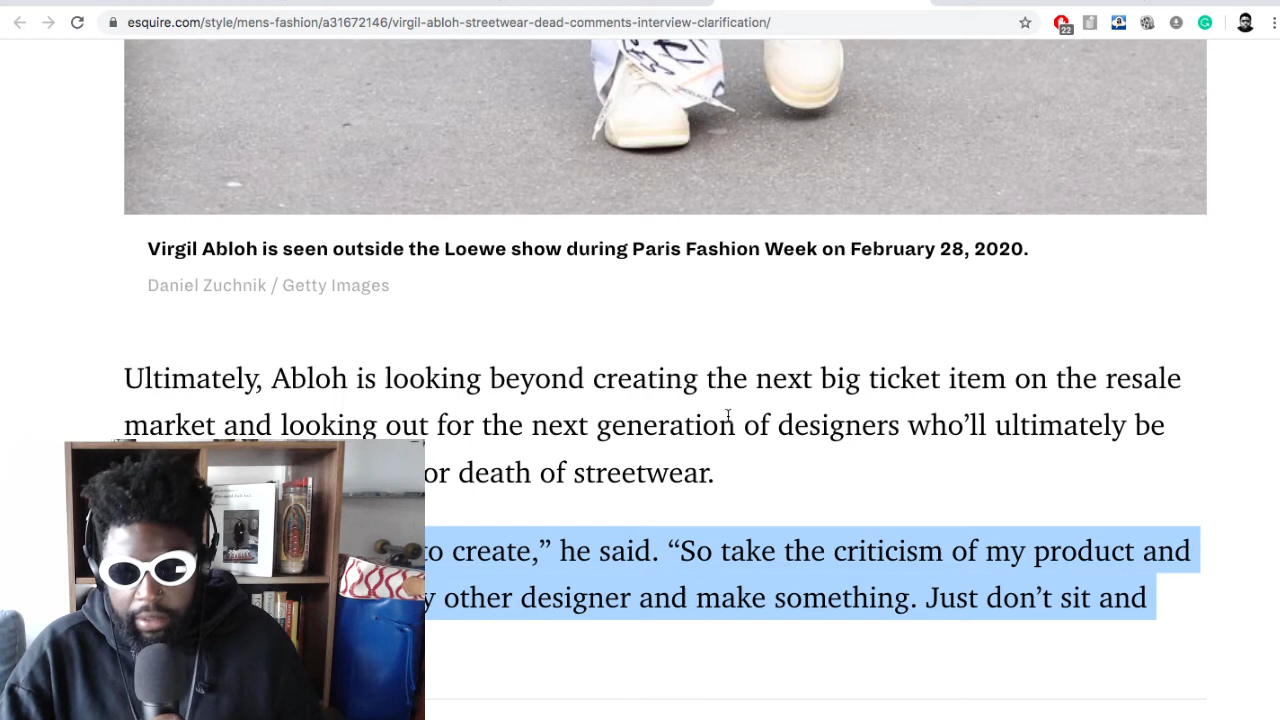 esquire.com/style/mens-fashion/a31672146/virgil-abloh-streetwear-dead-comments-interview-clarification/
22
Virgil Abloh is seen outside the Loewe show during Paris Fashion Week on February 28, 2020.
Daniel Zuchnik / Getty Images
Ultimately, Abloh is looking beyond creating the next big ticket item on the resale
market and looking out for the next generation of designers who’ll ultimately be
or death of streetwear.
to create,” he said. “So take the criticism of my product and
other designer and make something. Just don’t sit and